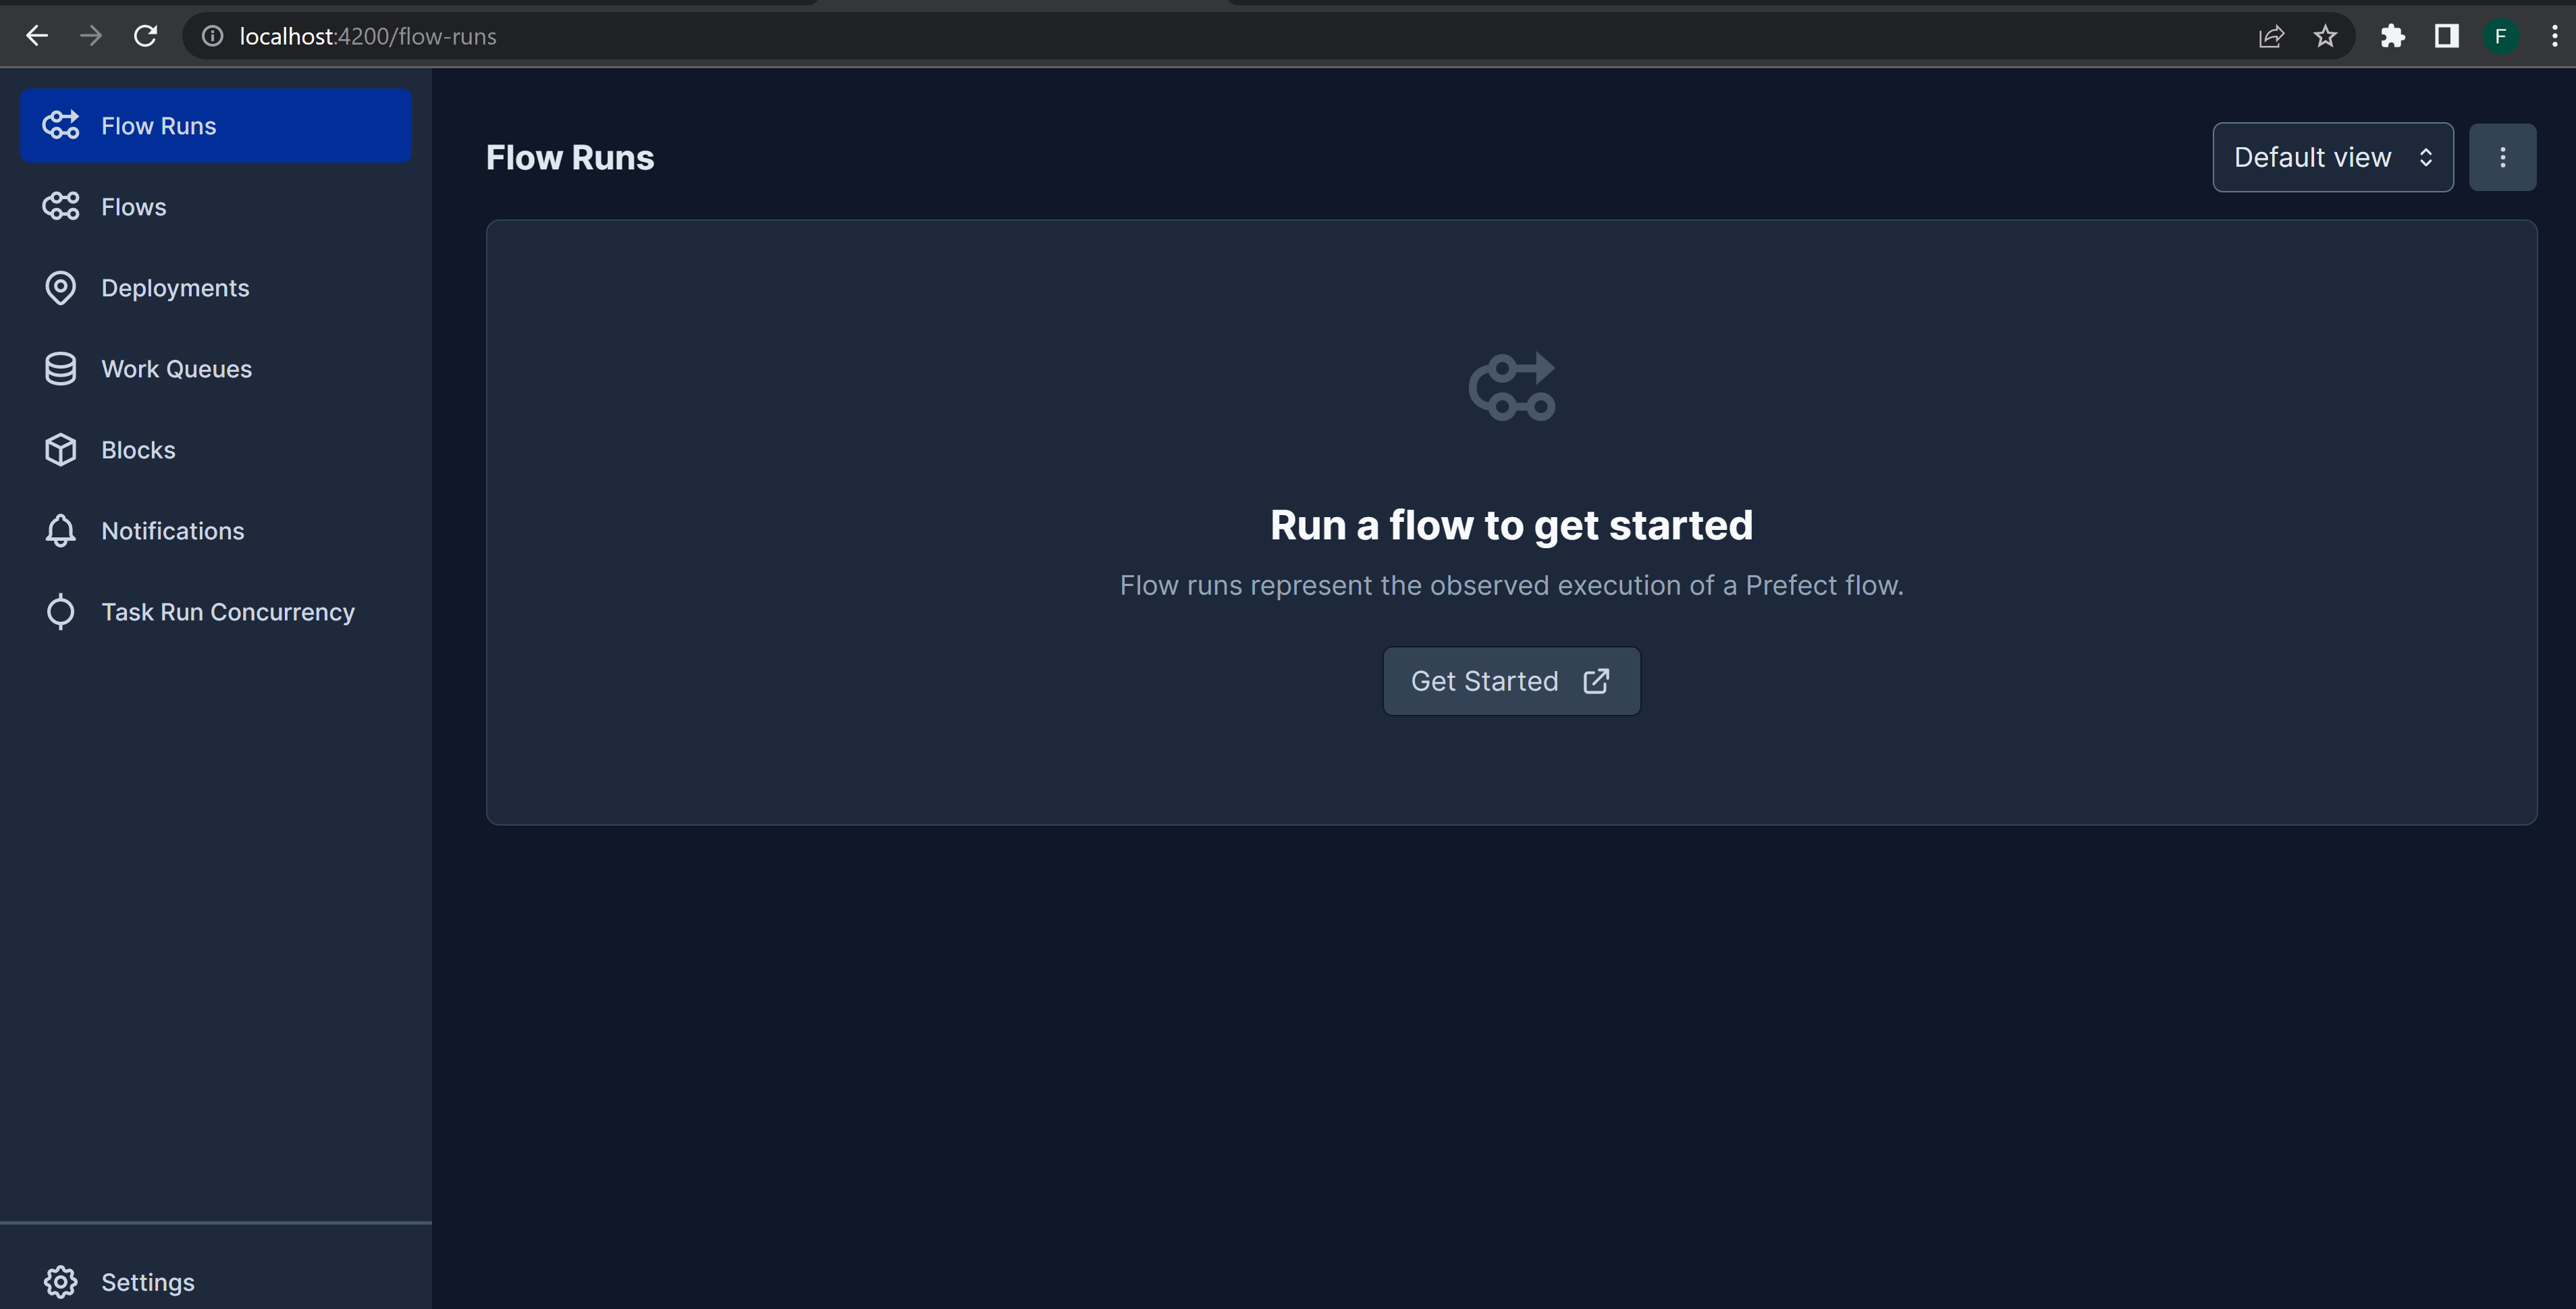 localhost:4200/flow-runs
F
Flow Runs
Flows
Deployments
Work Queues
Blocks
Notifications
Task Run Concurrency
Settings
Flow Runs
Default view
Run a flow to get started
Flow runs represent the observed execution of a Prefect flow.
Get Started